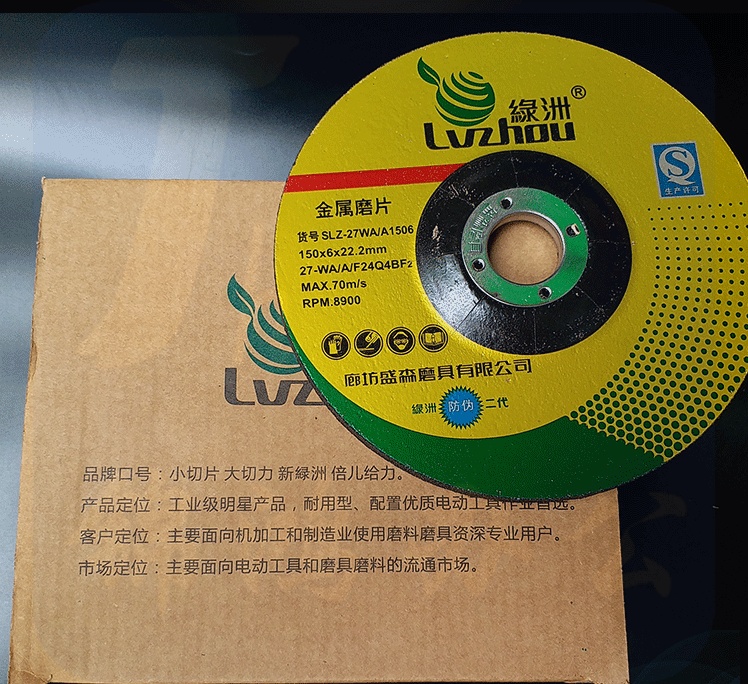 綠洲®
Lvzhou
S
生产许可
金属磨片
货号 SLZ-27WA/A1506
150x6x22.2mm
27-WA/A/F24Q4BF2
MAX.70m/s
RPM:8900
廊坊盛森磨具有限公司
綠洲 防伪 二代
Lvz
品牌口号：小切片 大切力 新綠洲 倍儿给力。
产品定位：工业级明星产品，耐用型、配置优质电动工具作业首选。
客户定位：主要面向机加工和制造业使用磨料磨具资深专业用户。
市场定位：主要面向电动工具和磨具磨料的流通市场。